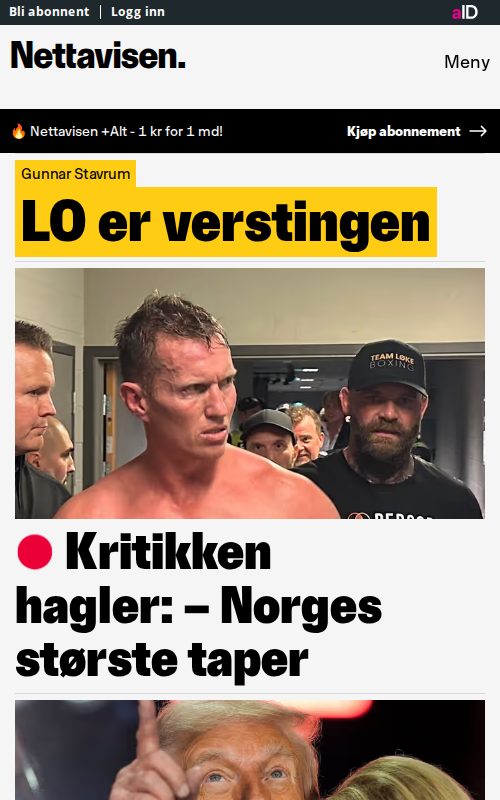 Bli abonnent
Logg inn
aID
Nettavisen.
Meny
🔥 Nettavisen +Alt - 1 kr for 1 md!
Kjøp abonnement →
Gunnar Stavrum
LO er verstingen
TEAM LØKE
BOXING
🔴 Kritikken
hagler: – Norges
største taper